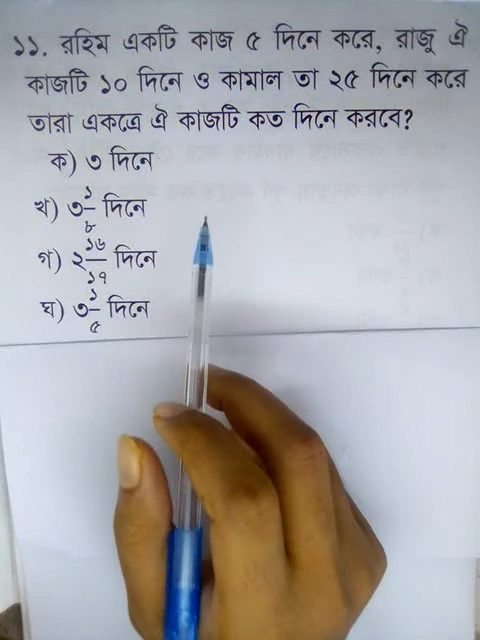 ১১. রহিম একটি কাজ ৫ দিনে করে, রাজু ঐ
কাজটি ১০ দিনে ও কামাল তা ২৫ দিনে করে
তারা একত্রে ঐ কাজটি কত দিনে করবে?
ক) ৩ দিনে
খ) ৩ ১/৮ দিনে
গ) ২ ১৬/১৭ দিনে
ঘ) ৩ ১/৫ দিনে